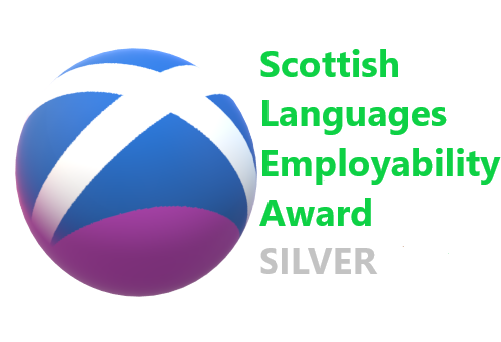 Scottish
Languages
Employability
Award
SILVER